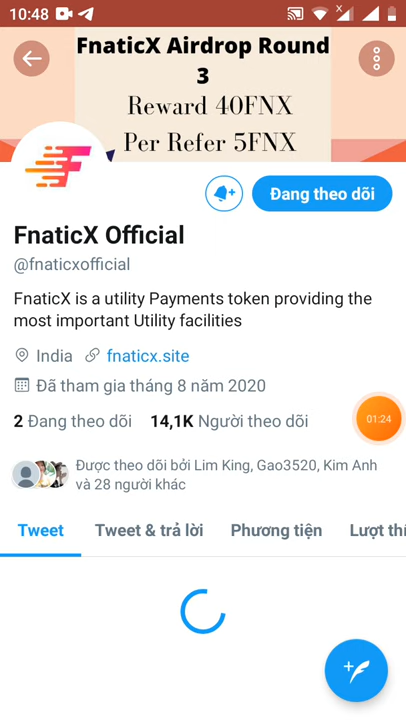 10:48
FnaticX Airdrop Round
3
Reward 40FNX
Per Refer 5FNX
Đang theo dõi
FnaticX Official
@fnaticxofficial
FnaticX is a utility Payments token providing the
most important Utility facilities
India fnaticx.site
Đã tham gia tháng 8 năm 2020
2 Đang theo dõi 14,1K Người theo dõi
01:24
Được theo dõi bởi Lim King, Gao3520, Kim Anh
và 28 người khác
Tweet Tweet & trả lời Phương tiện Lượt thí